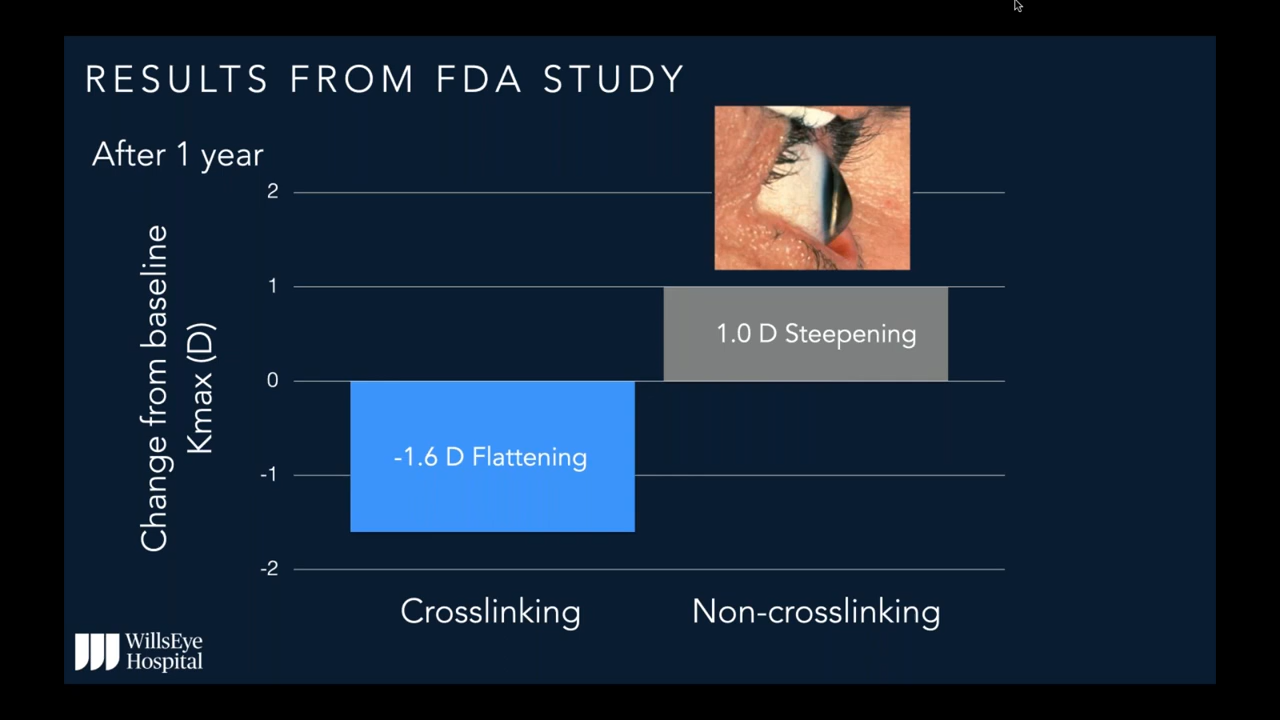 RESULTS FROM FDA STUDY
After 1 year
Change from baseline
Kmax (D)
2
1
0
-1
-2
1.0 D Steepening
-1.6 D Flattening
Crosslinking
Non-crosslinking
WillsEye
Hospital